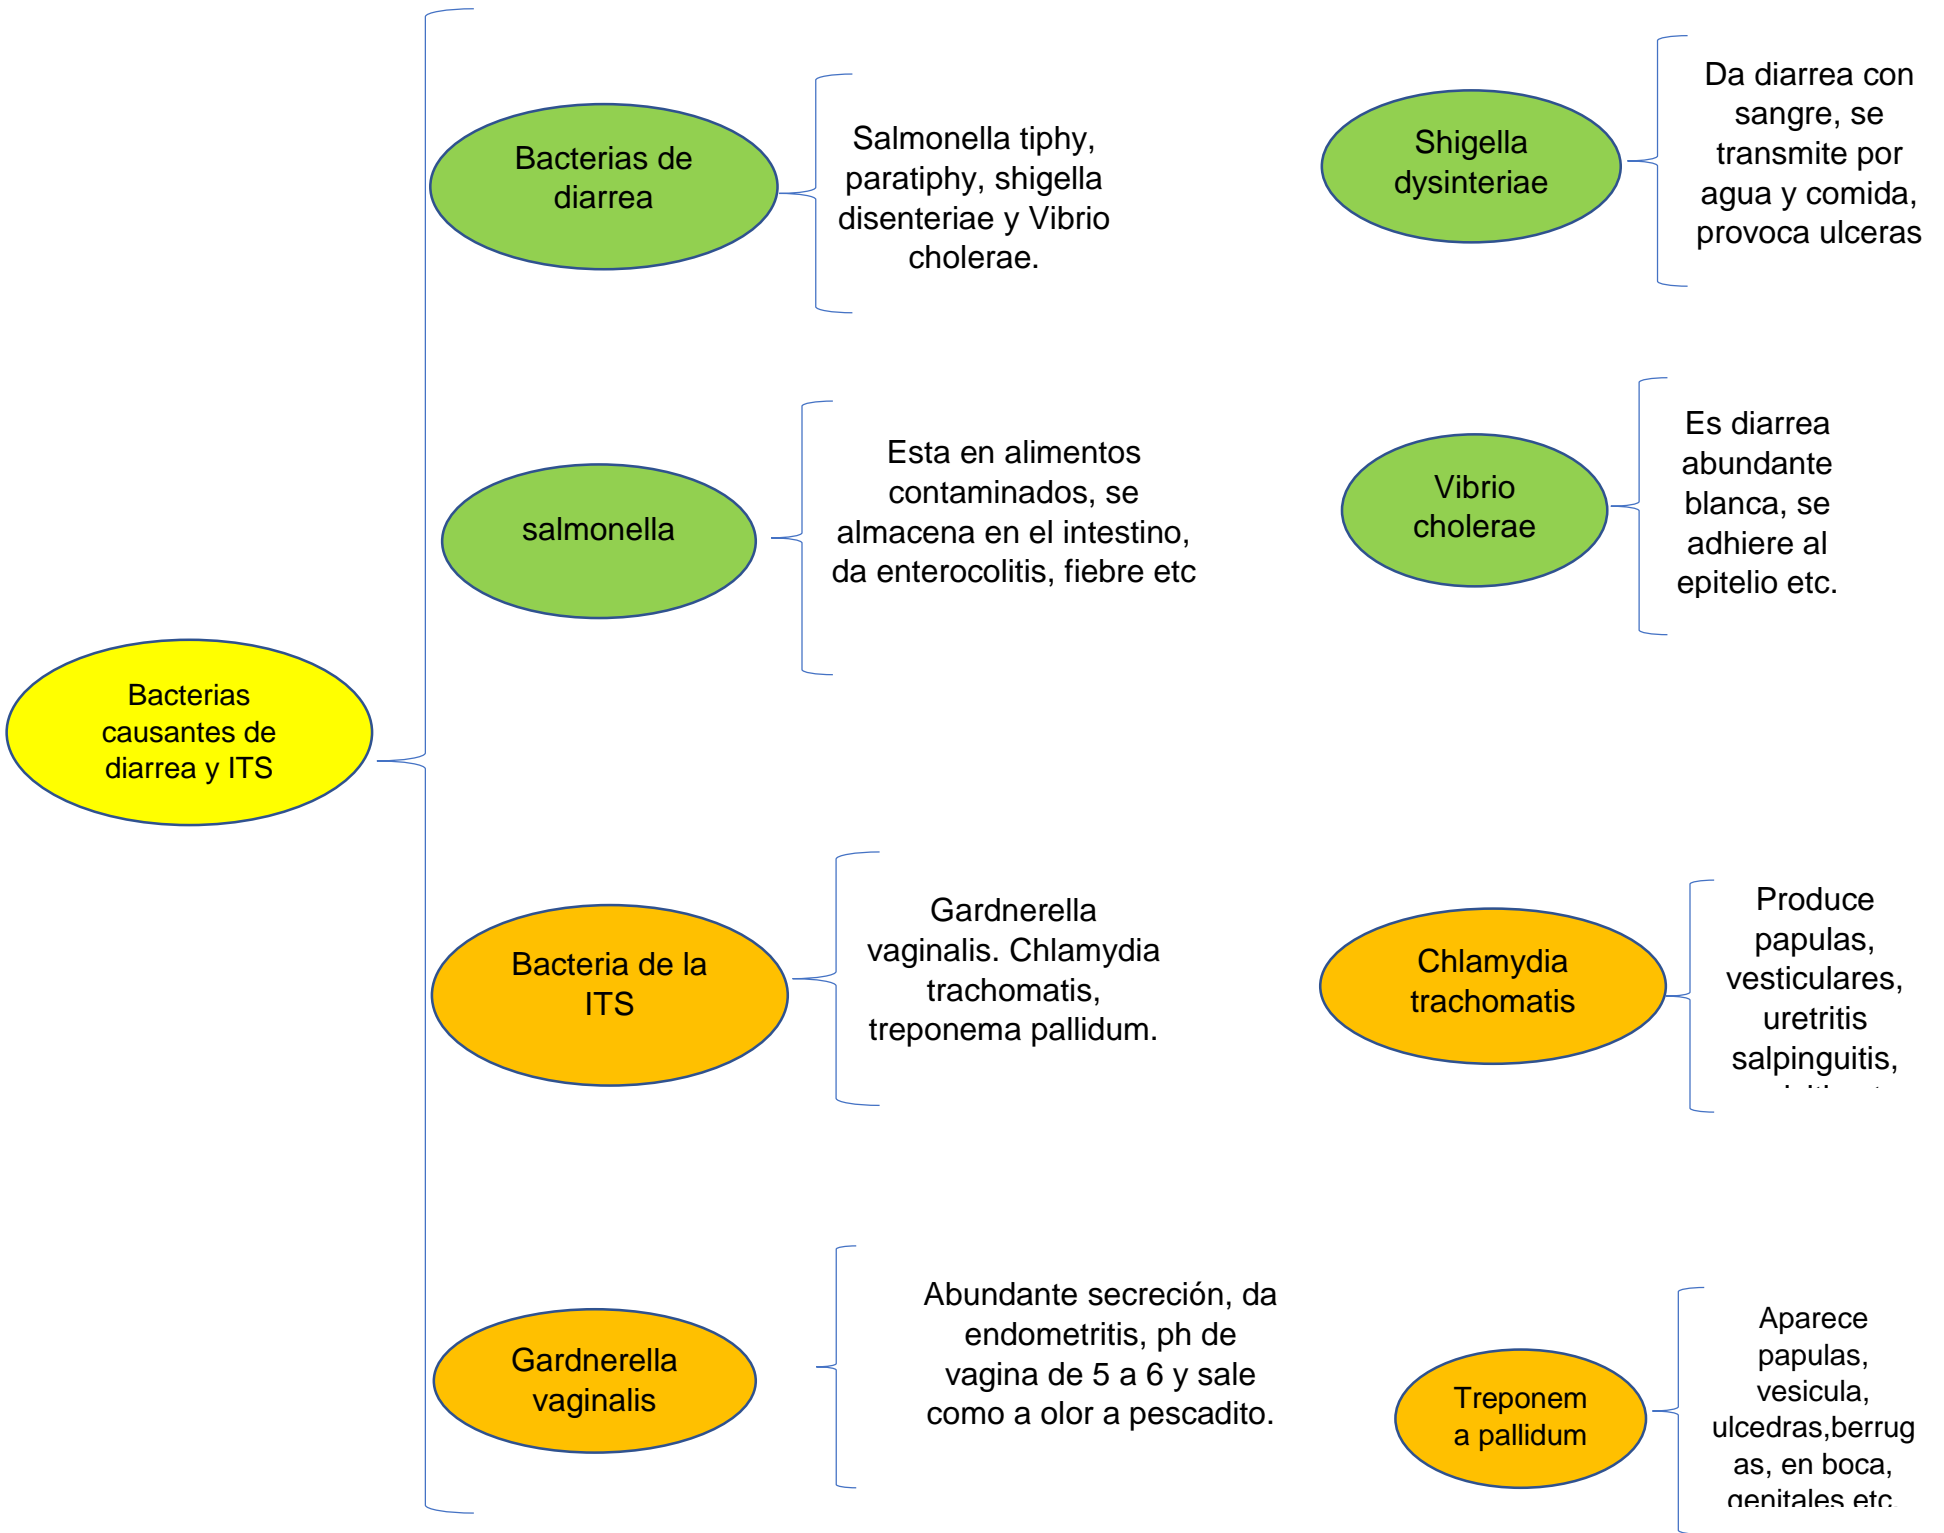 Bacterias
causantes de
diarrea y ITS
Bacterias de
diarrea
Salmonella tiphy,
paratiphy, shigella
disenteriae y Vibrio
cholerae.
Shigella
dysinteriae
Da diarrea con
sangre, se
transmite por
agua y comida,
provoca ulceras
salmonella
Esta en alimentos
contaminados, se
almacena en el intestino,
da enterocolitis, fiebre etc
Vibrio
cholerae
Es diarrea
abundante
blanca, se
adhiere al
epitelio etc.
Bacteria de la
ITS
Gardnerella
vaginalis. Chlamydia
trachomatis,
treponema pallidum.
Chlamydia
trachomatis
Produce
papulas,
vesticulares,
uretritis
salpinguitis,
Gardnerella
vaginalis
Abundante secreción, da
endometritis, ph de
vagina de 5 a 6 y sale
como a olor a pescadito.
Treponem
a pallidum
Aparece
papulas,
vesicula,
ulcedras,berrug
as, en boca,
genitales etc.